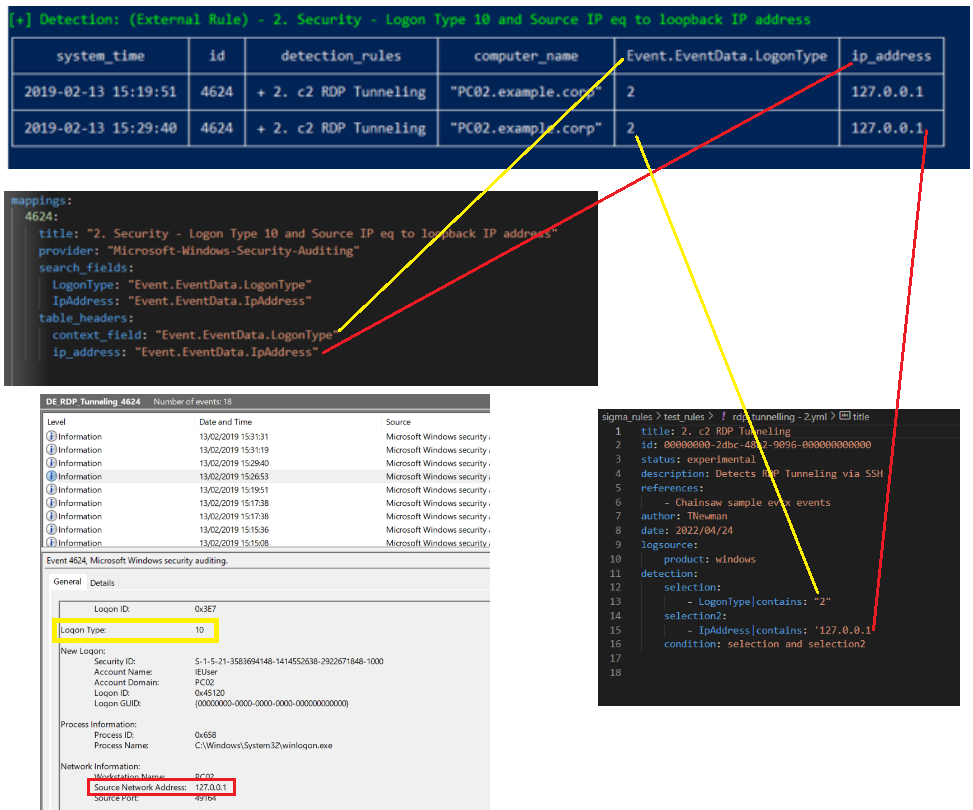 [+] Detection: (External Rule) - 2. Security - Logon Type 10 and Source IP eq to loopback IP address
system_time id detection_rules computer_name Event.EventData.LogonType ip_address
2019-02-13 15:19:51 4624 + 2. c2 RDP Tunneling "PC02.example.corp" 2 127.0.0.1
2019-02-13 15:29:40 4624 + 2. c2 RDP Tunneling "PC02.example.corp" 2 127.0.0.1
mappings:
4624:
title: "2. Security - Logon Type 10 and Source IP eq to loopback IP address"
provider: "Microsoft-Windows-Security-Auditing"
search_fields:
LogonType: "Event.EventData.LogonType"
IpAddress: "Event.EventData.IpAddress"
table_headers:
context_field: "Event.EventData.LogonType"
ip_address: "Event.EventData.IpAddress"
DE_RDP_Tunneling_4624 Number of events: 18
Level Date and Time Source
Information 13/02/2019 15:31:31 Microsoft Windows security a
Information 13/02/2019 15:31:19 Microsoft Windows security a
Information 13/02/2019 15:29:40 Microsoft Windows security a
Information 13/02/2019 15:26:53 Microsoft Windows security a
Information 13/02/2019 15:19:51 Microsoft Windows security a
Information 13/02/2019 15:17:38 Microsoft Windows security a
Information 13/02/2019 15:17:38 Microsoft Windows security a
Information 13/02/2019 15:15:36 Microsoft Windows security a
Information 13/02/2019 15:15:08 Microsoft Windows security a
Event 4624, Microsoft Windows security auditing.
General Details
Logon ID: 0x3E7
Logon Type: 10
New Logon:
Security ID: S-1-5-21-3583694148-1414552638-2922671848-1000
Account Name: IEUser
Account Domain: PC02
Logon ID: 0x45120
Logon GUID: {00000000-0000-0000-0000-000000000000}
Process Information:
Process ID: 0x658
Process Name: C:\Windows\System32\winlogon.exe
Network Information:
Workstation Name: PC02
Source Network Address: 127.0.0.1
Source Port: 49164
sigma_rules > test_rules > ! rdp_tunnelling - 2.yml > abc title
1 title: 2. c2 RDP Tunneling
2 id: 00000000-2dbc-4802-9096-000000000000
3 status: experimental
4 description: Detects RDP Tunneling via SSH
5 references:
6 - Chainsaw sample evtx events
7 author: TNewman
8 date: 2022/04/24
9 logsource:
10 product: windows
11 detection:
12 selection:
13 - LogonType|contains: "2"
14 selection2:
15 - IpAddress|contains: '127.0.0.1
16 condition: selection and selection2
17
18